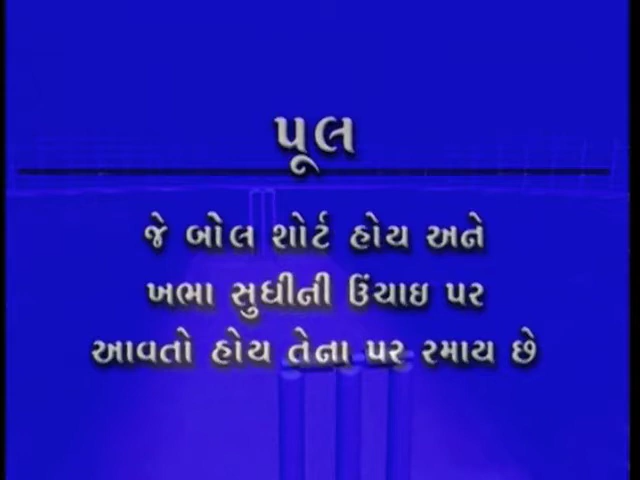 પૂલ
જે બોલ શોર્ટ હોય અને
ખભા સુધીની ઉંચાઇ પર
આવતો હોય તેના પર રમાય છે